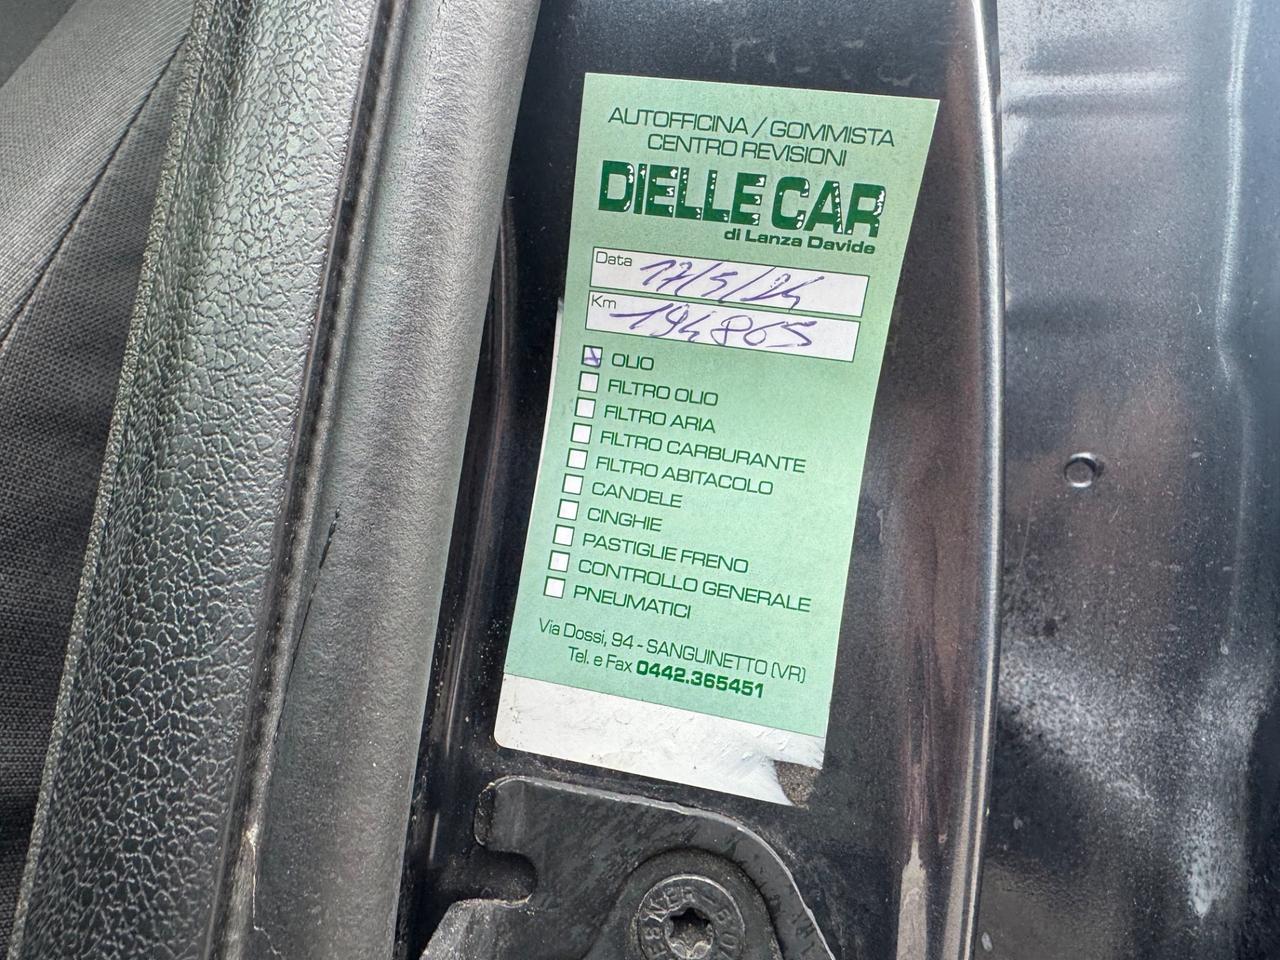 AUTOFFICINA / GOMMISTA
CENTRO REVISIONI
DIELLE CAR
di Lanza Davide
Data 17/5/24
Km 194865
OLIO
FILTRO OLIO
FILTRO ARIA
FILTRO CARBURANTE
FILTRO ABITACOLO
CANDELE
CINGHIE
PASTIGLIE FRENO
CONTROLLO GENERALE
PNEUMATICI
Via Dossi, 94 - SANGUINETTO (VR)
Tel. e Fax 0442.365451